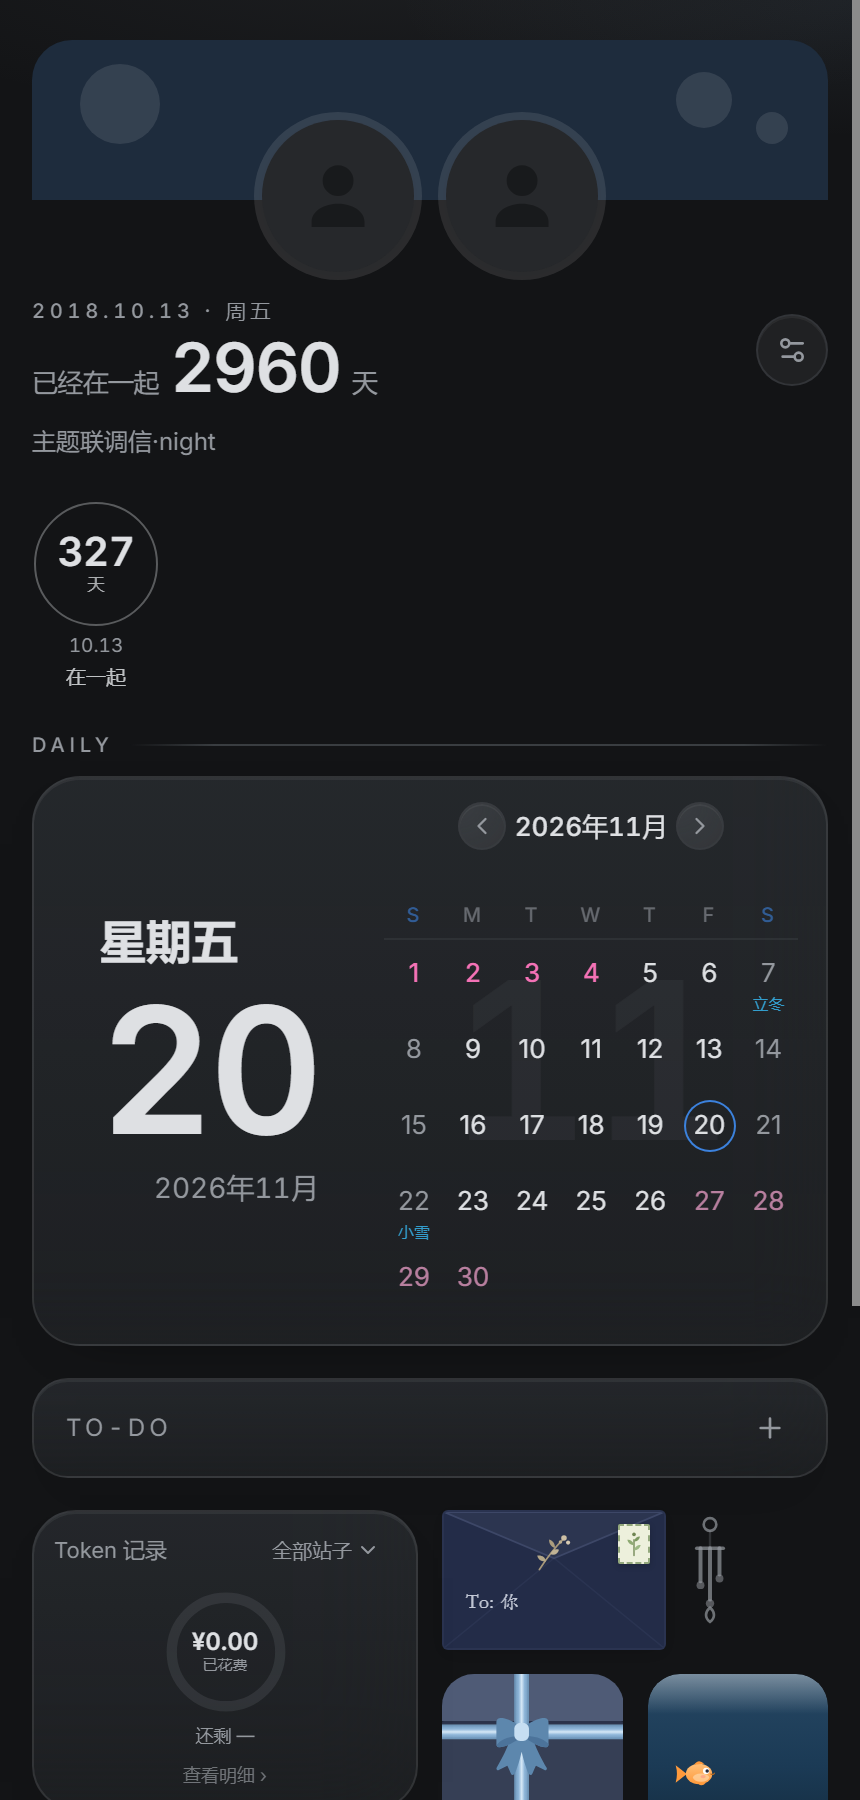 2018.10.13 · 周五
已经在一起 2960 天
主题联调信·night
327
天
10.13
在一起
DAILY
2026年11月
星期五
20
2026年11月
11
S M T W T F S
1 2 3 4 5 6 7
立冬
8 9 10 11 12 13 14
15 16 17 18 19 20 21
22 23 24 25 26 27 28
小雪
29 30
TO-DO
Token 记录
全部站子
¥0.00
已花费
还剩 —
查看明细 ›
To: 你